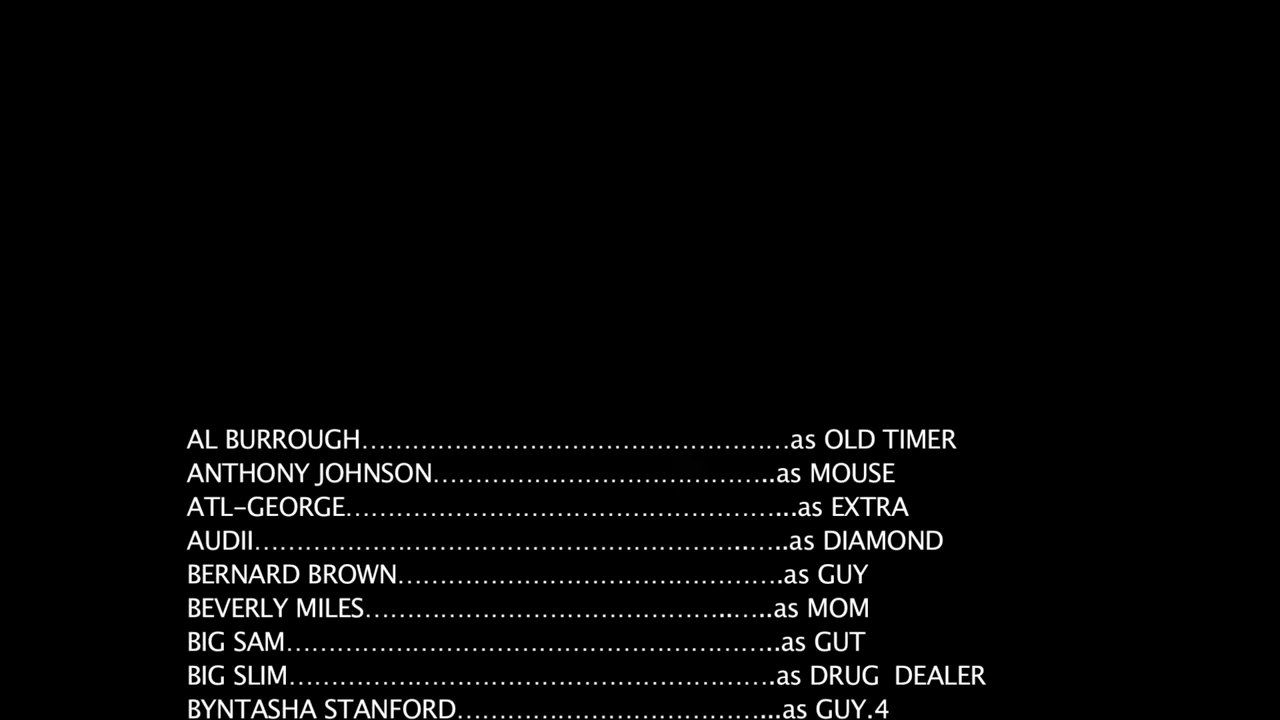 AL BURROUGH……………………………………………as OLD TIMER
ANTHONY JOHNSON…………………………………..as MOUSE
ATL-GEORGE……………………………………………...as EXTRA
AUDII…………………………………………………..…..as DIAMOND
BERNARD BROWN……………………………………….as GUY
BEVERLY MILES……………………………………..…..as MOM
BIG SAM…………………………………………………..as GUT
BIG SLIM………………………………………………….as DRUG  DEALER
BYNTASHA STANFORD………………………………...as GUY.4